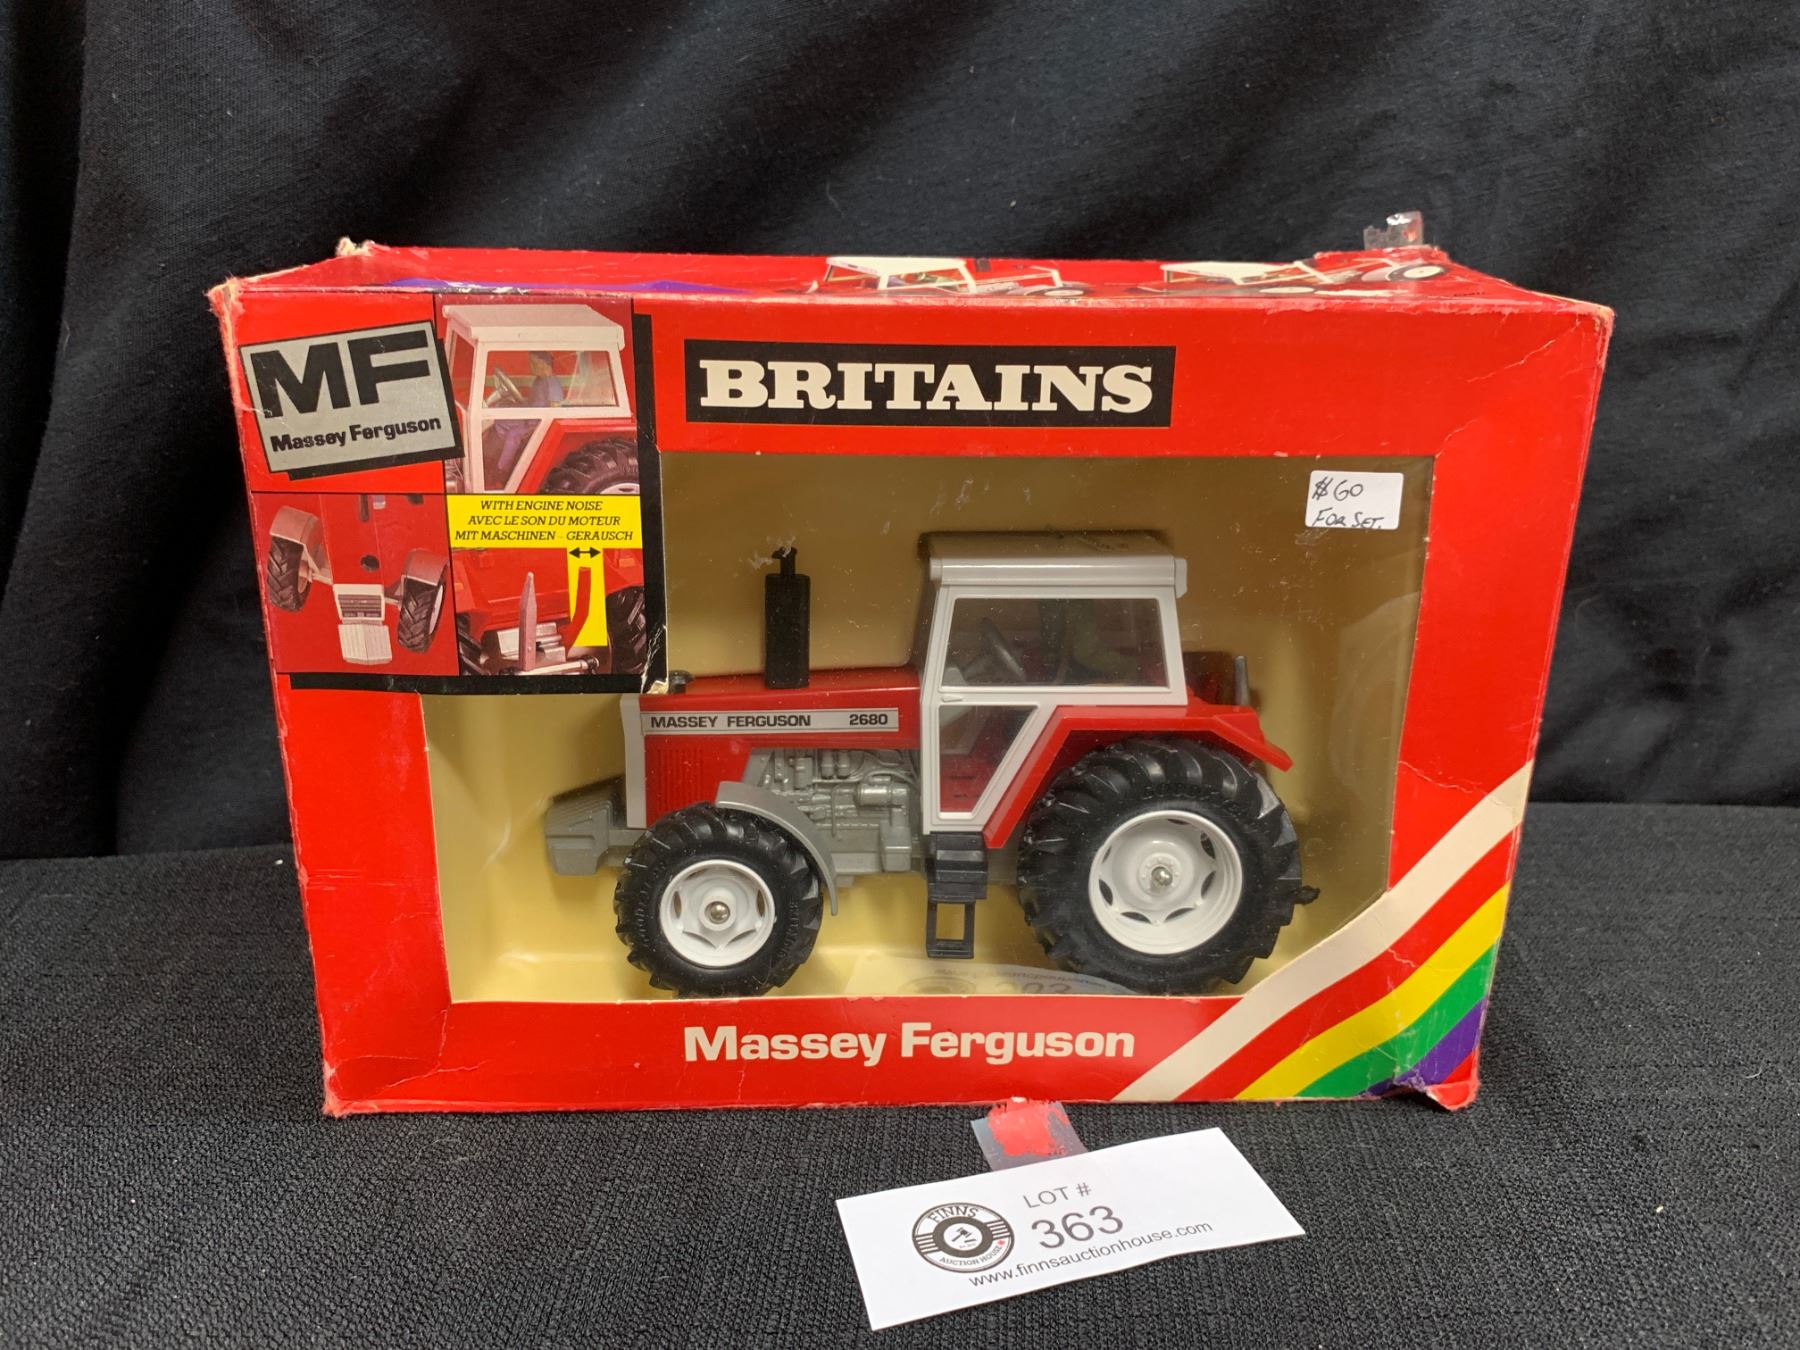 MF
Massey Ferguson
BRITAINS
WITH ENGINE NOISE
AVEC LE SON DU MOTEUR
MIT MASCHINEN - GERAUSCH
$60
FOR SET.
MASSEY FERGUSON 2680
Massey Ferguson
LOT #
363
FINNS
AUCTION HOUSE
www.finnsauctionhouse.com